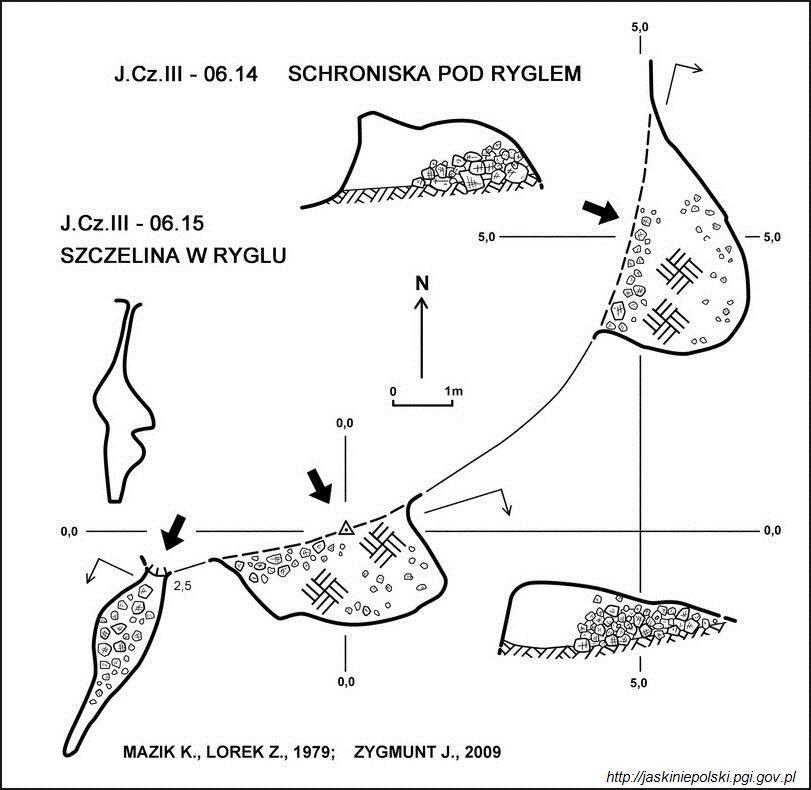 5,0
J.Cz.III - 06.14 SCHRONISKA POD RYGLEM
J.Cz.III - 06.15
SZCZELINA W RYGLU
5,0
5,0
N
0 1m
0,0
0,0
0,0
2,5
0,0
5,0
MAZIK K., LOREK Z., 1979; ZYGMUNT J., 2009
http://jaskiniepolski.pgi.gov.pl